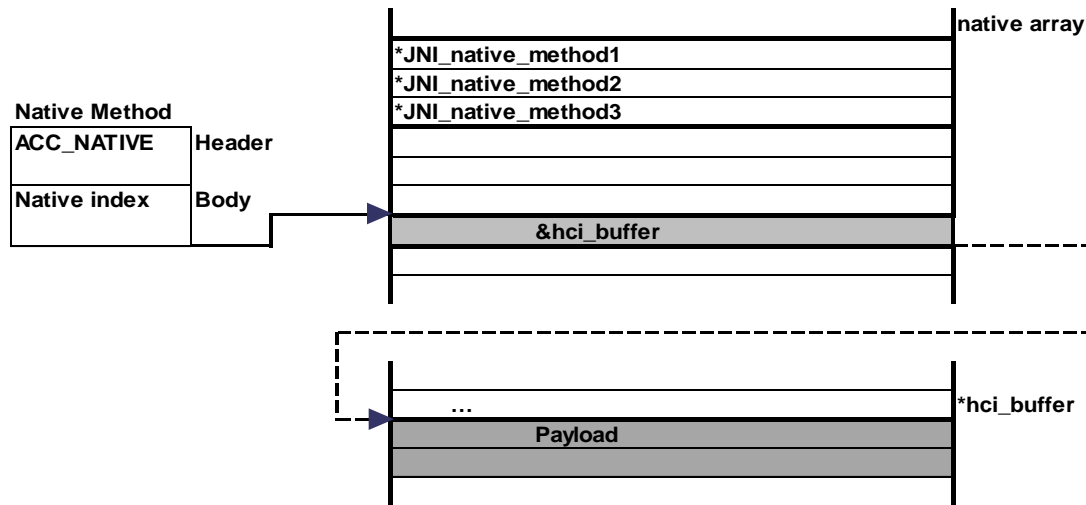 native array
*JNI_native_method1
*JNI_native_method2
*JNI_native_method3
Native Method
ACC_NATIVE Header
Native index Body
&hci_buffer
... *hci_buffer
Payload